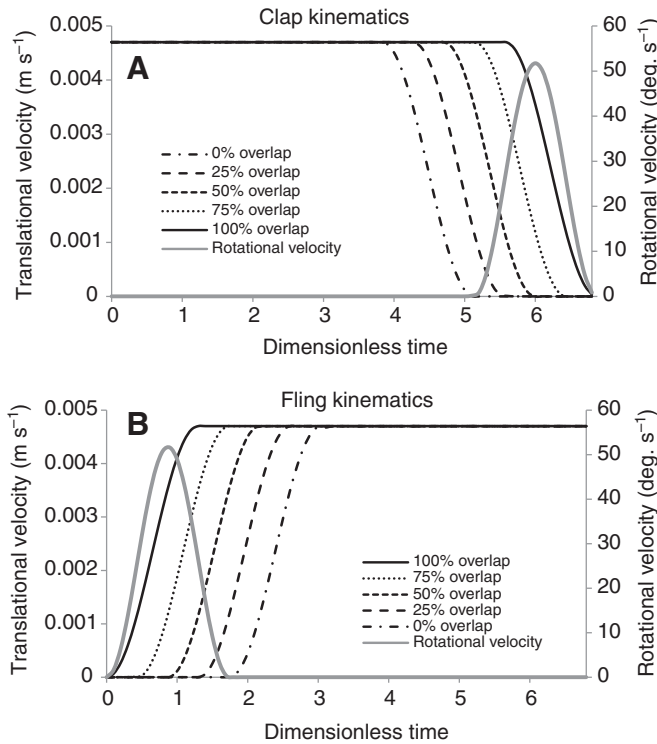 Clap kinematics
A
Translational velocity (m s⁻¹)
0.005
0.004
0.003
0.002
0.001
0
Rotational velocity (deg. s⁻¹)
60
50
40
30
20
10
0
0% overlap
25% overlap
50% overlap
75% overlap
100% overlap
Rotational velocity
0 1 2 3 4 5 6
Dimensionless time
Fling kinematics
B
Translational velocity (m s⁻¹)
0.005
0.004
0.003
0.002
0.001
0
Rotational velocity (deg. s⁻¹)
60
50
40
30
20
10
0
100% overlap
75% overlap
50% overlap
25% overlap
0% overlap
Rotational velocity
0 1 2 3 4 5 6
Dimensionless time